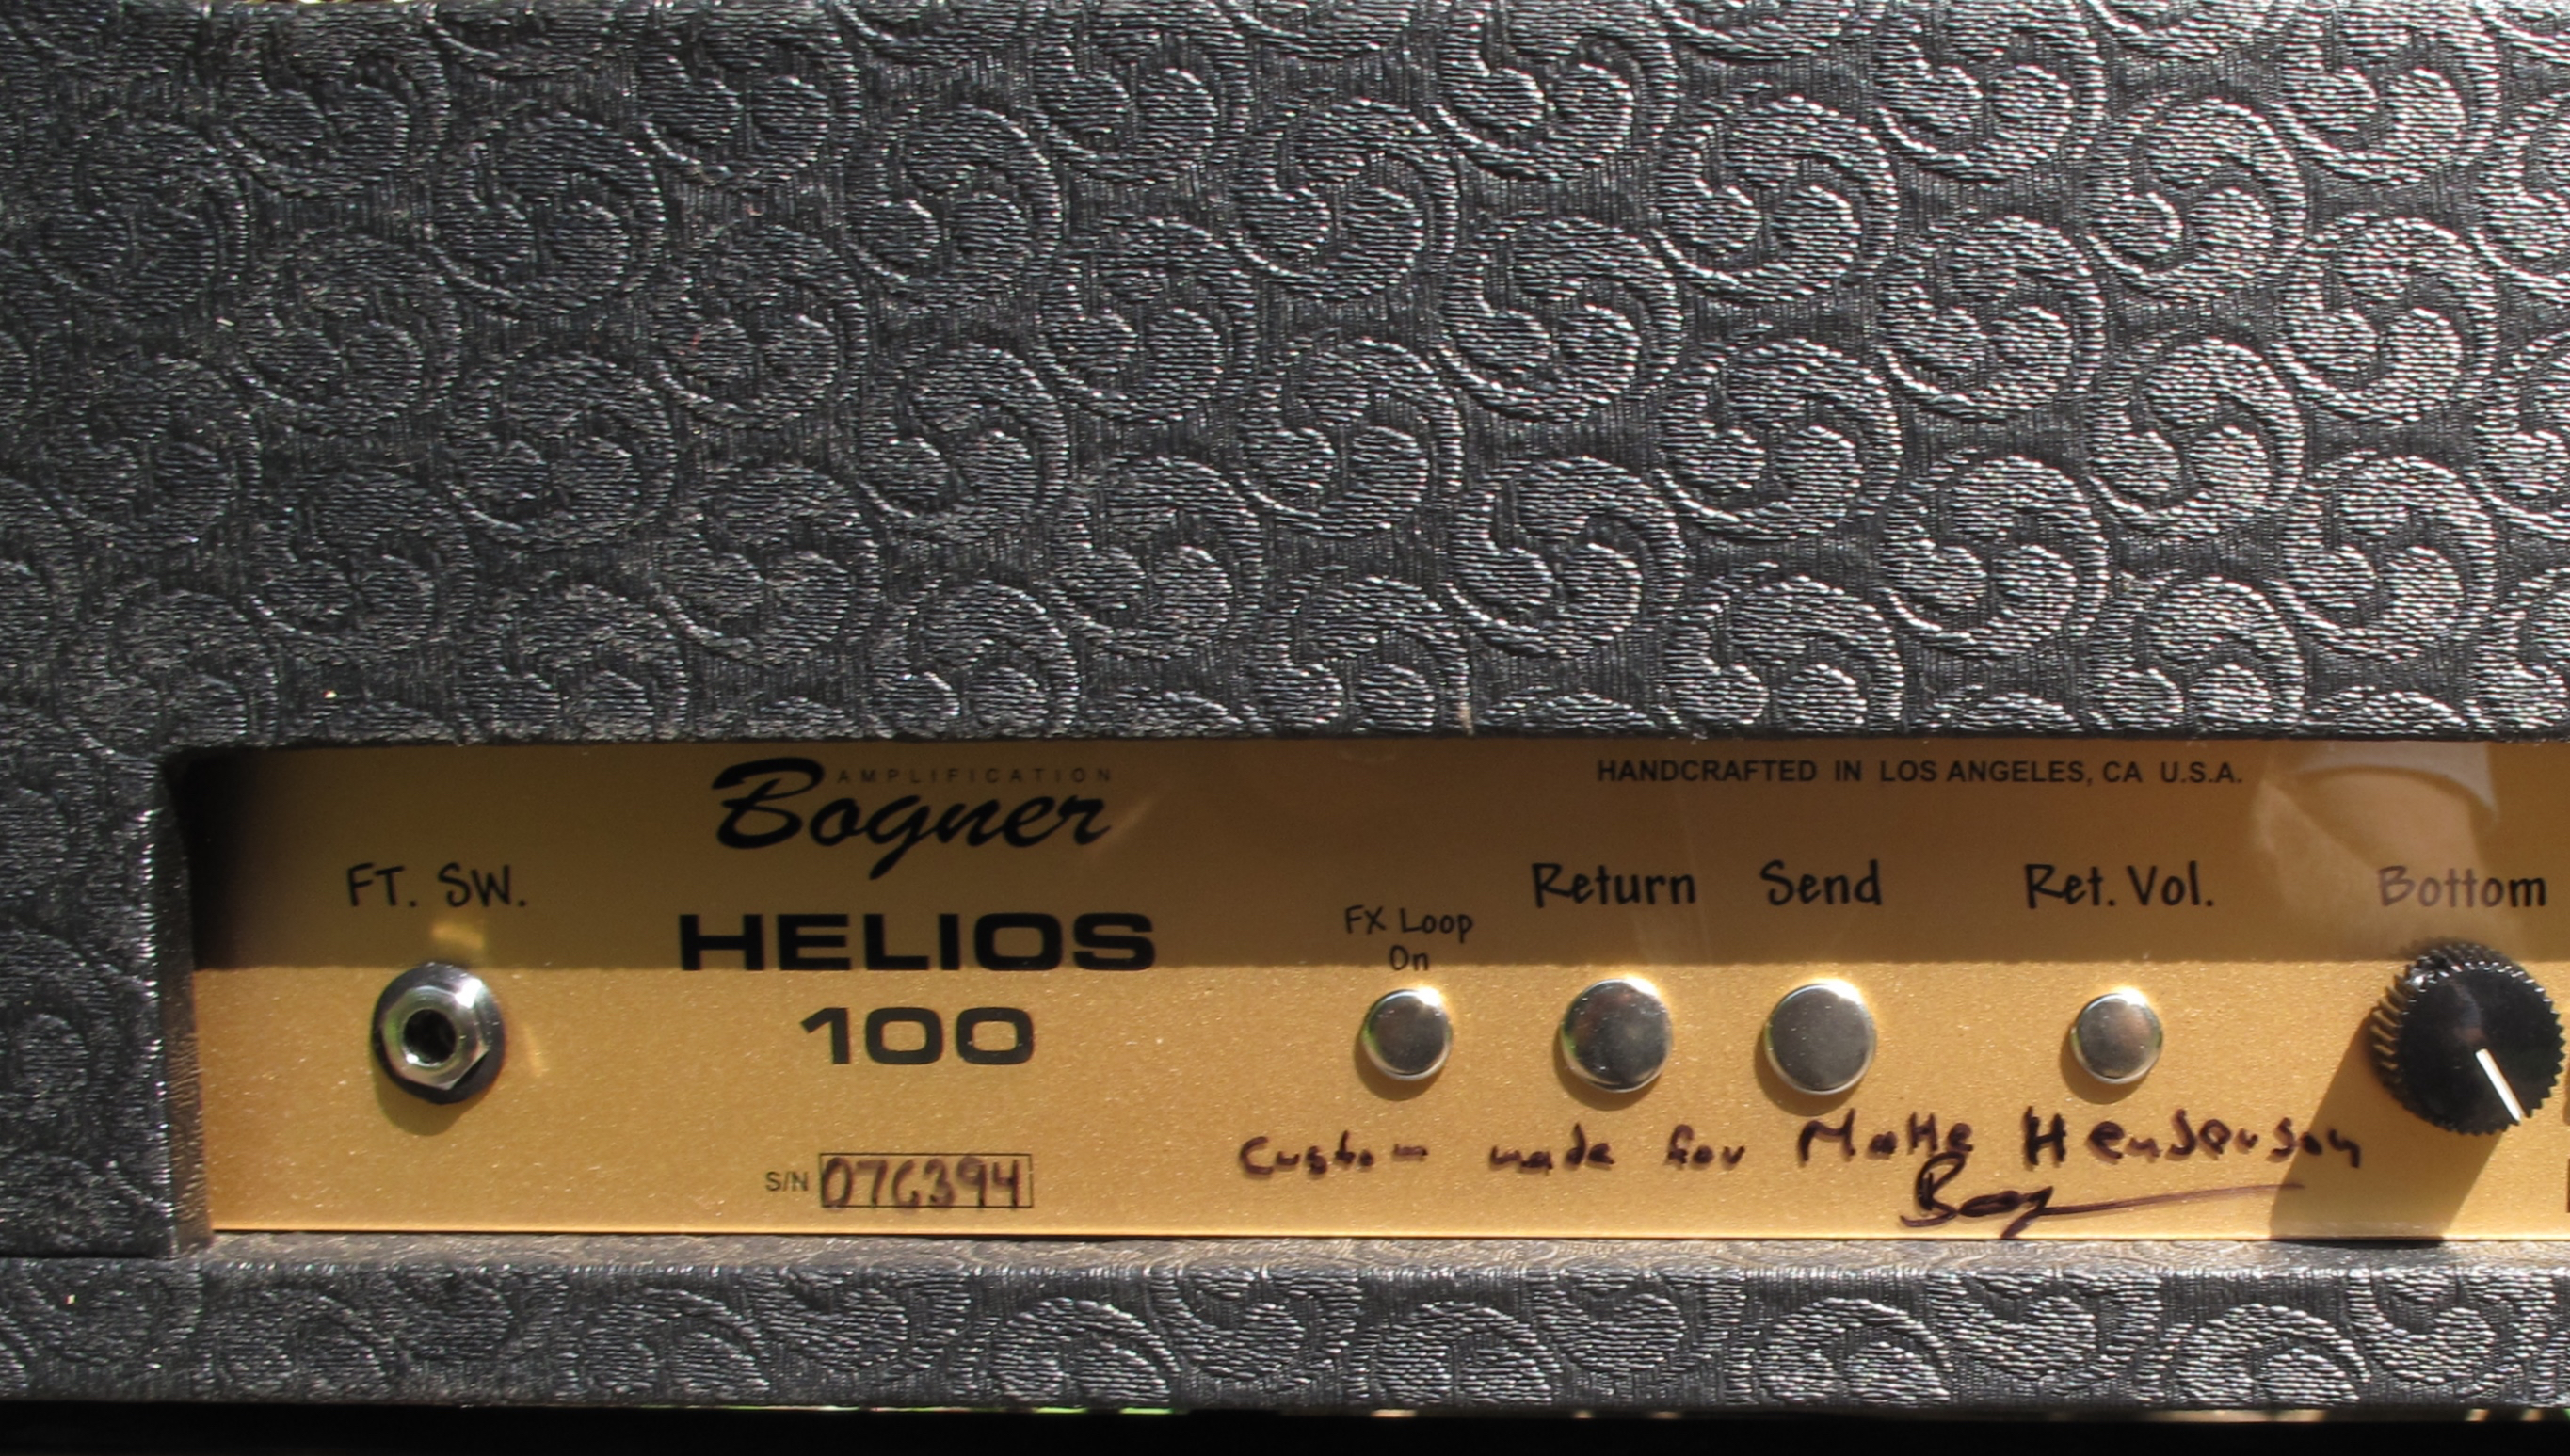 AMPLIFICATION
Bogner
HANDCRAFTED IN LOS ANGELES, CA U.S.A.
FT. SW.
HELIOS
100
FX Loop
On
Return
Send
Ret. Vol.
Bottom
Custom made for Matte Henderson
S/N 07G394